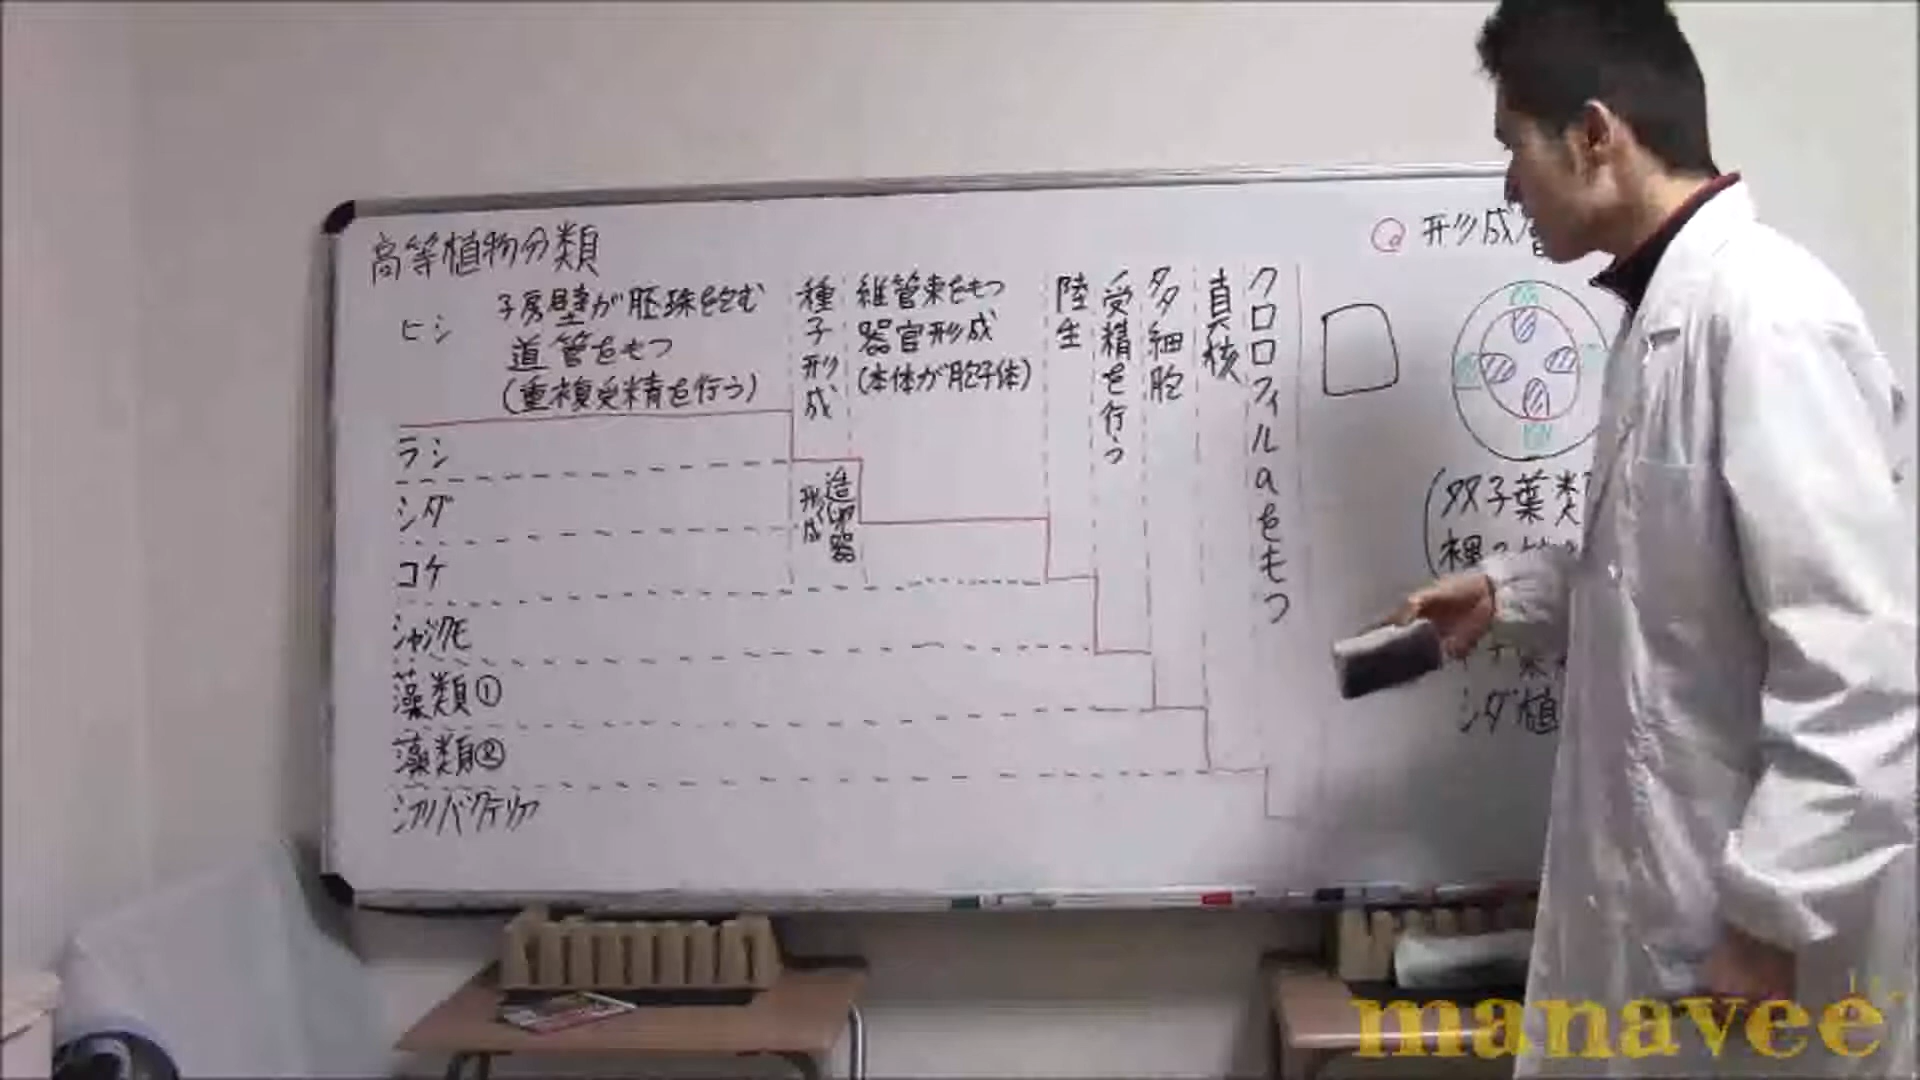 高等植物分類
ヒシ
子房壁が胚珠を包む
道管をもつ
(重複受精を行う)
種子形成
維管束をもつ
器官形成
(本体が胞子体)
陸生
受精を行う
多細胞
真核
クロロフィルaをもつ
ラシ
シダ
造卵器
形成
コケ
シャジクモ
藻類①
藻類②
シアノバクテリア
形成層
(双子葉類
裸
シダ植
manavee